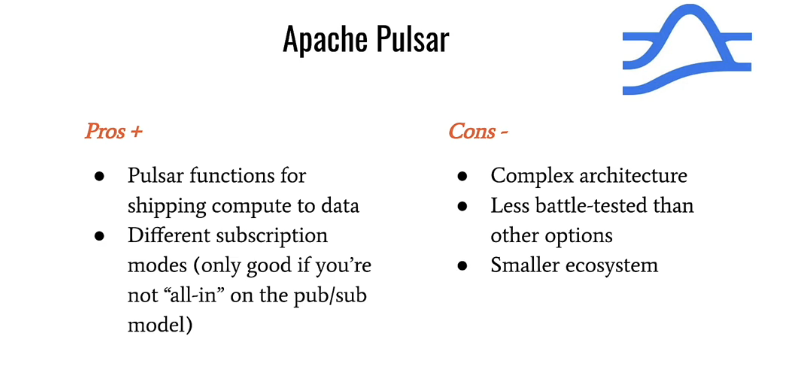 Apache Pulsar
Pros +
● Pulsar functions for
shipping compute to data
● Different subscription
modes (only good if you're
not “all-in” on the pub/sub
model)
Cons -
● Complex architecture
● Less battle-tested than
other options
● Smaller ecosystem